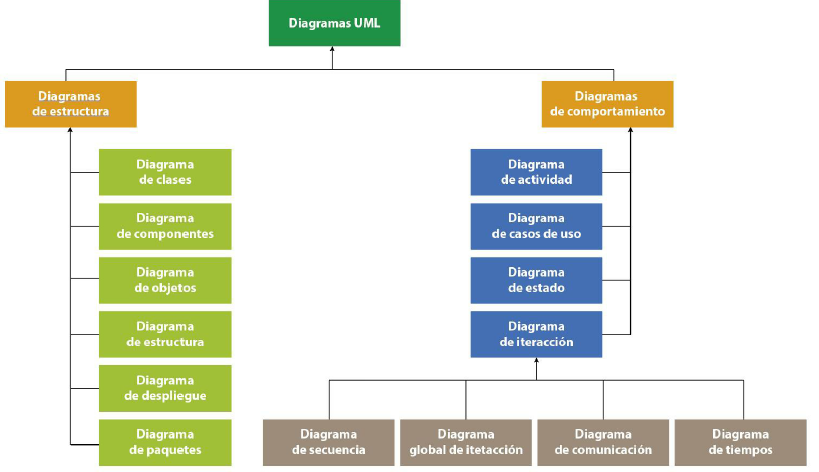 Diagramas UML
Diagramas
de estructura
Diagramas
de comportamiento
Diagrama
de clases
Diagrama
de componentes
Diagrama
de objetos
Diagrama
de estructura
Diagrama
de despliegue
Diagrama
de paquetes
Diagrama
de actividad
Diagrama
de casos de uso
Diagrama
de estado
Diagrama
de iteracción
Diagrama
de secuencia
Diagrama
global de itetacción
Diagrama
de comunicación
Diagrama
de tiempos